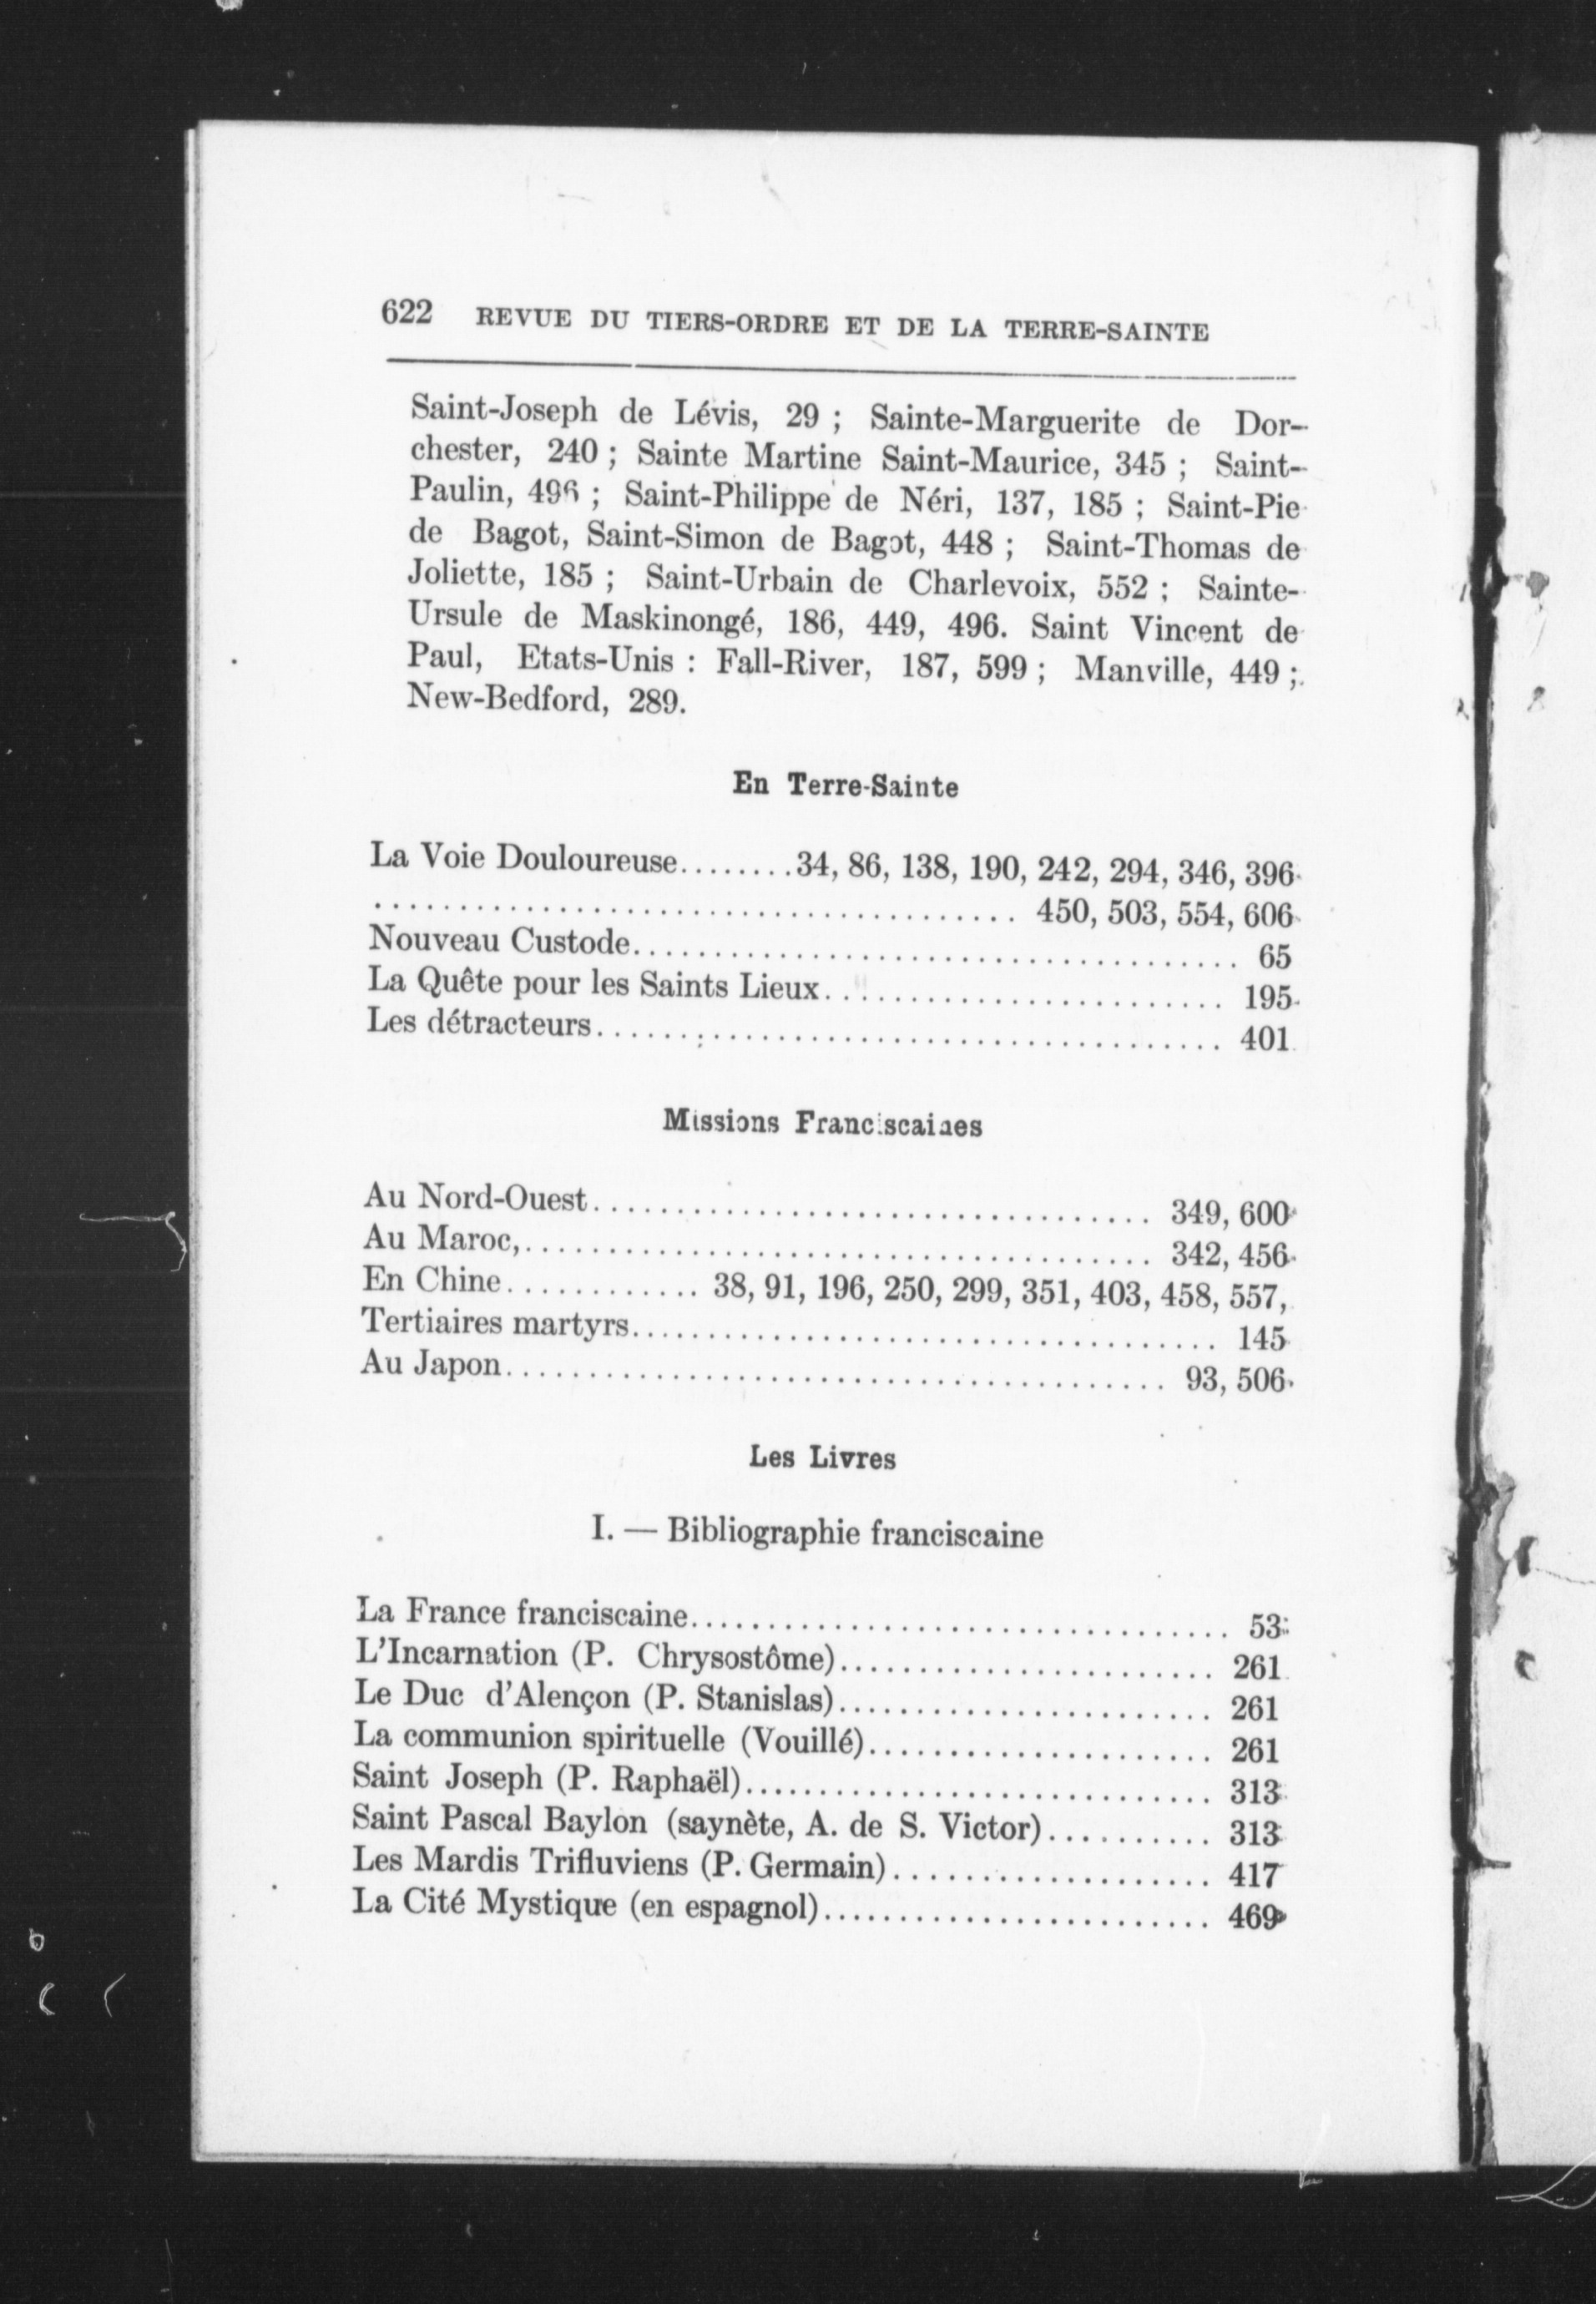 622 REVUE DU TIERS-ORDRE ET DE LA TERRE-SAINTE
Saint-Joseph de Lévis, 29 ; Sainte-Marguerite de Dor-
chester, 240 ; Sainte Martine Saint-Maurice, 345 ; Saint-
Paulin, 496 ; Saint-Philippe de Néri, 137, 185 ; Saint-Pie
de Bagot, Saint-Simon de Bagot, 448 ; Saint-Thomas de
Joliette, 185 ; Saint-Urbain de Charlevoix, 552 ; Sainte-
Ursule de Maskinongé, 186, 449, 496. Saint Vincent de
Paul, Etats-Unis : Fall-River, 187, 599 ; Manville, 449 ;
New-Bedford, 289.
En Terre-Sainte
La Voie Douloureuse........34, 86, 138, 190, 242, 294, 346, 396
....................................... 450, 503, 554, 606
Nouveau Custode..................................... 65
La Quête pour les Saints Lieux......................... 195
Les détracteurs...................................... 401
Missions Franciscaines
Au Nord-Ouest.................................. 349, 600
Au Maroc,...................................... 342, 456
En Chine............ 38, 91, 196, 250, 299, 351, 403, 458, 557,
Tertiaires martyrs.................................... 145
Au Japon........................................ 93, 506
Les Livres
I. — Bibliographie franciscaine
La France franciscaine................................. 53
L'Incarnation (P. Chrysostôme)....................... 261
Le Duc d'Alençon (P. Stanislas)....................... 261
La communion spirituelle (Vouillé)..................... 261
Saint Joseph (P. Raphaël)............................. 313
Saint Pascal Baylon (saynète, A. de S. Victor).......... 313
Les Mardis Trifluviens (P. Germain).................... 417
La Cité Mystique (en espagnol)........................ 469